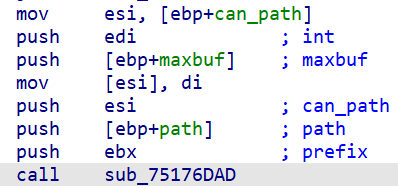 mov esi, [ebp+can_path]
push edi ; int
push [ebp+maxbuf] ; maxbuf
mov [esi], di
push esi ; can_path
push [ebp+path] ; path
push ebx ; prefix
call sub_75176DAD